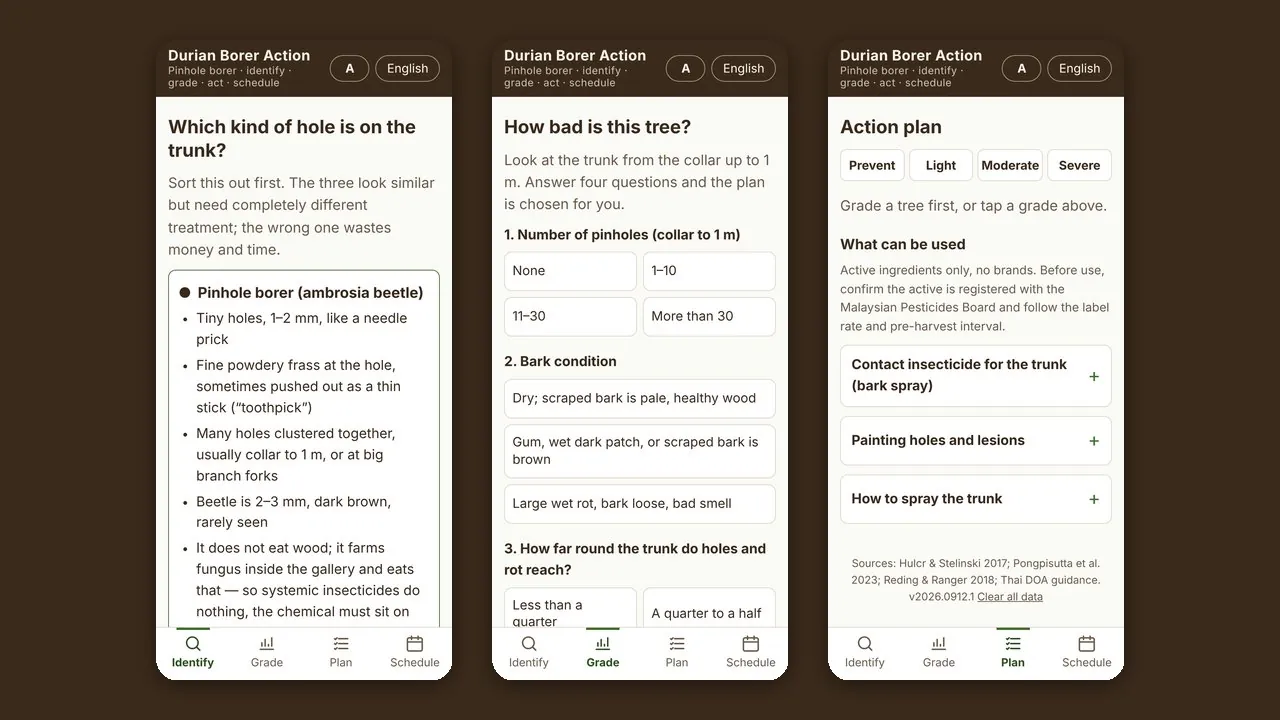 Durian Borer Action
Pinhole borer · identify ·
grade · act · schedule
A
English
Which kind of hole is on the
trunk?
Sort this out first. The three look similar
but need completely different
treatment; the wrong one wastes
money and time.
Pinhole borer (ambrosia beetle)
• Tiny holes, 1–2 mm, like a needle
prick
• Fine powdery frass at the hole,
sometimes pushed out as a thin
stick (“toothpick”)
• Many holes clustered together,
usually collar to 1 m, or at big
branch forks
• Beetle is 2–3 mm, dark brown,
rarely seen
• It does not eat wood; it farms
fungus inside the gallery and eats
that — so systemic insecticides do
nothing, the chemical must sit on
Identify
Grade
Plan
Schedule
Durian Borer Action
Pinhole borer · identify ·
grade · act · schedule
A
English
How bad is this tree?
Look at the trunk from the collar up to 1
m. Answer four questions and the plan
is chosen for you.
1. Number of pinholes (collar to 1 m)
None
1–10
11–30
More than 30
2. Bark condition
Dry; scraped bark is pale, healthy wood
Gum, wet dark patch, or scraped bark is
brown
Large wet rot, bark loose, bad smell
3. How far round the trunk do holes and
rot reach?
Less than a
quarter
A quarter to a half
Identify
Grade
Plan
Schedule
Durian Borer Action
Pinhole borer · identify ·
grade · act · schedule
A
English
Action plan
Prevent
Light
Moderate
Severe
Grade a tree first, or tap a grade above.
What can be used
Active ingredients only, no brands. Before use,
confirm the active is registered with the
Malaysian Pesticides Board and follow the label
rate and pre-harvest interval.
Contact insecticide for the trunk
(bark spray)
+
Painting holes and lesions
+
How to spray the trunk
+
Sources: Hulcr & Stelinski 2017; Pongpisutta et al.
2023; Reding & Ranger 2018; Thai DOA guidance.
v2026.0912.1 Clear all data
Identify
Grade
Plan
Schedule